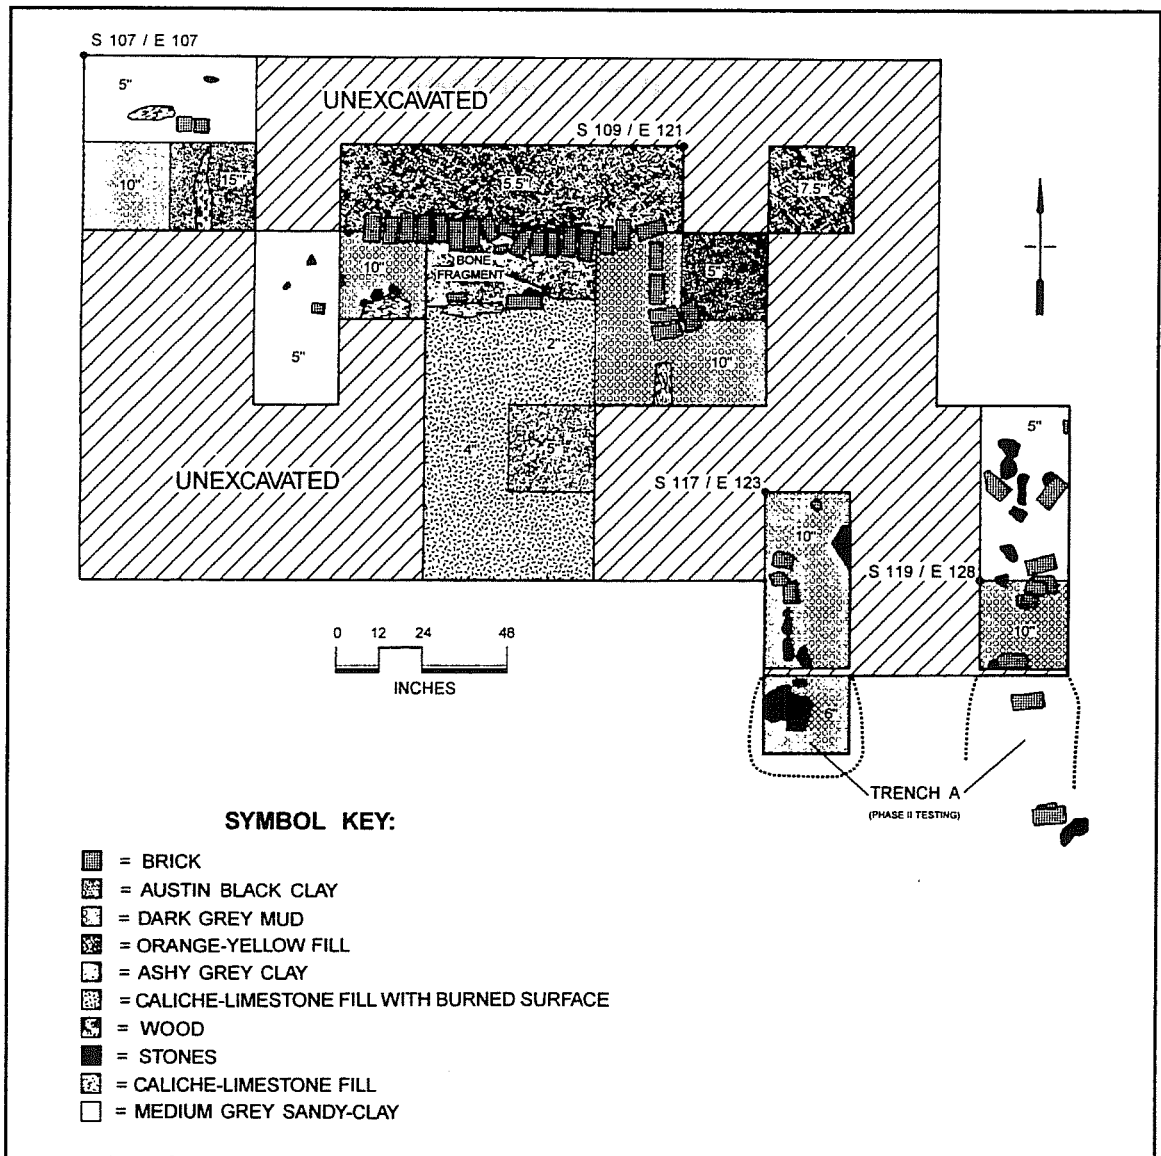 S 107 / E 107
5"
UNEXCAVATED
S 109 / E 121
10"
15"
5.5"
7.5"
10"
BONE
FRAGMENT
5"
5"
2"
10"
4"
5"
UNEXCAVATED
5"
S 117 / E 123
10"
S 119 / E 128
10"
0 12 24 48
INCHES
TRENCH A
(PHASE II TESTING)
SYMBOL KEY:
= BRICK
= AUSTIN BLACK CLAY
= DARK GREY MUD
= ORANGE-YELLOW FILL
= ASHY GREY CLAY
= CALICHE-LIMESTONE FILL WITH BURNED SURFACE
= WOOD
= STONES
= CALICHE-LIMESTONE FILL
= MEDIUM GREY SANDY-CLAY